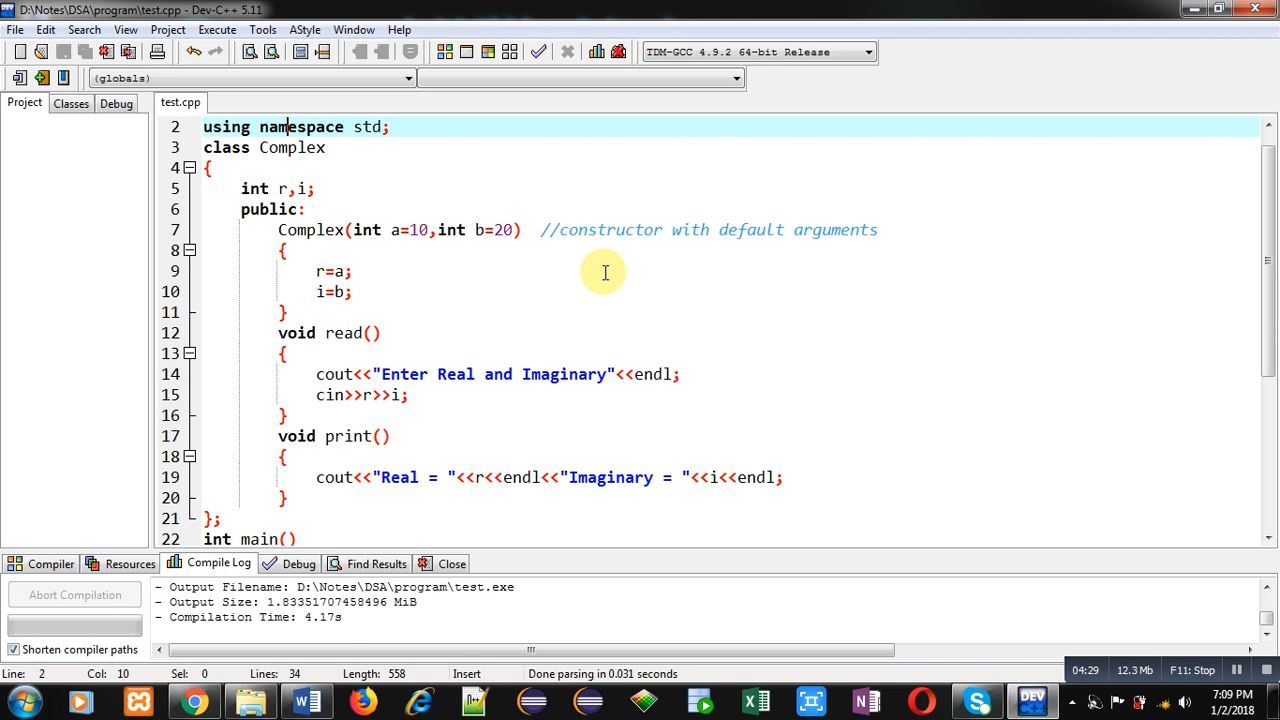 D:\Notes\DSA\program\test.cpp - Dev-C++ 5.11
File Edit Search View Project Execute Tools AStyle Window Help
TDM-GCC 4.9.2 64-bit Release
(globals)
Project Classes Debug test.cpp
2 using namespace std;
3 class Complex
4 {
5 int r,i;
6 public:
7 Complex(int a=10,int b=20) //constructor with default arguments
8 {
9 r=a;
10 i=b;
11 }
12 void read()
13 {
14 cout<<"Enter Real and Imaginary"<<endl;
15 cin>>r>>i;
16 }
17 void print()
18 {
19 cout<<"Real = "<<r<<endl<<"Imaginary = "<<i<<endl;
20 }
21 };
22 int main()
Compiler Resources Compile Log Debug Find Results Close
Abort Compilation
- Output Filename: D:\Notes\DSA\program\test.exe
- Output Size: 1.83351707458496 MiB
- Compilation Time: 4.17s
Shorten compiler paths
Line: 2 Col: 10 Sel: 0 Lines: 34 Length: 558 Insert Done parsing in 0.031 seconds
04:29 12.3 Mb F11: Stop
DEV
7:09 PM
1/2/2018